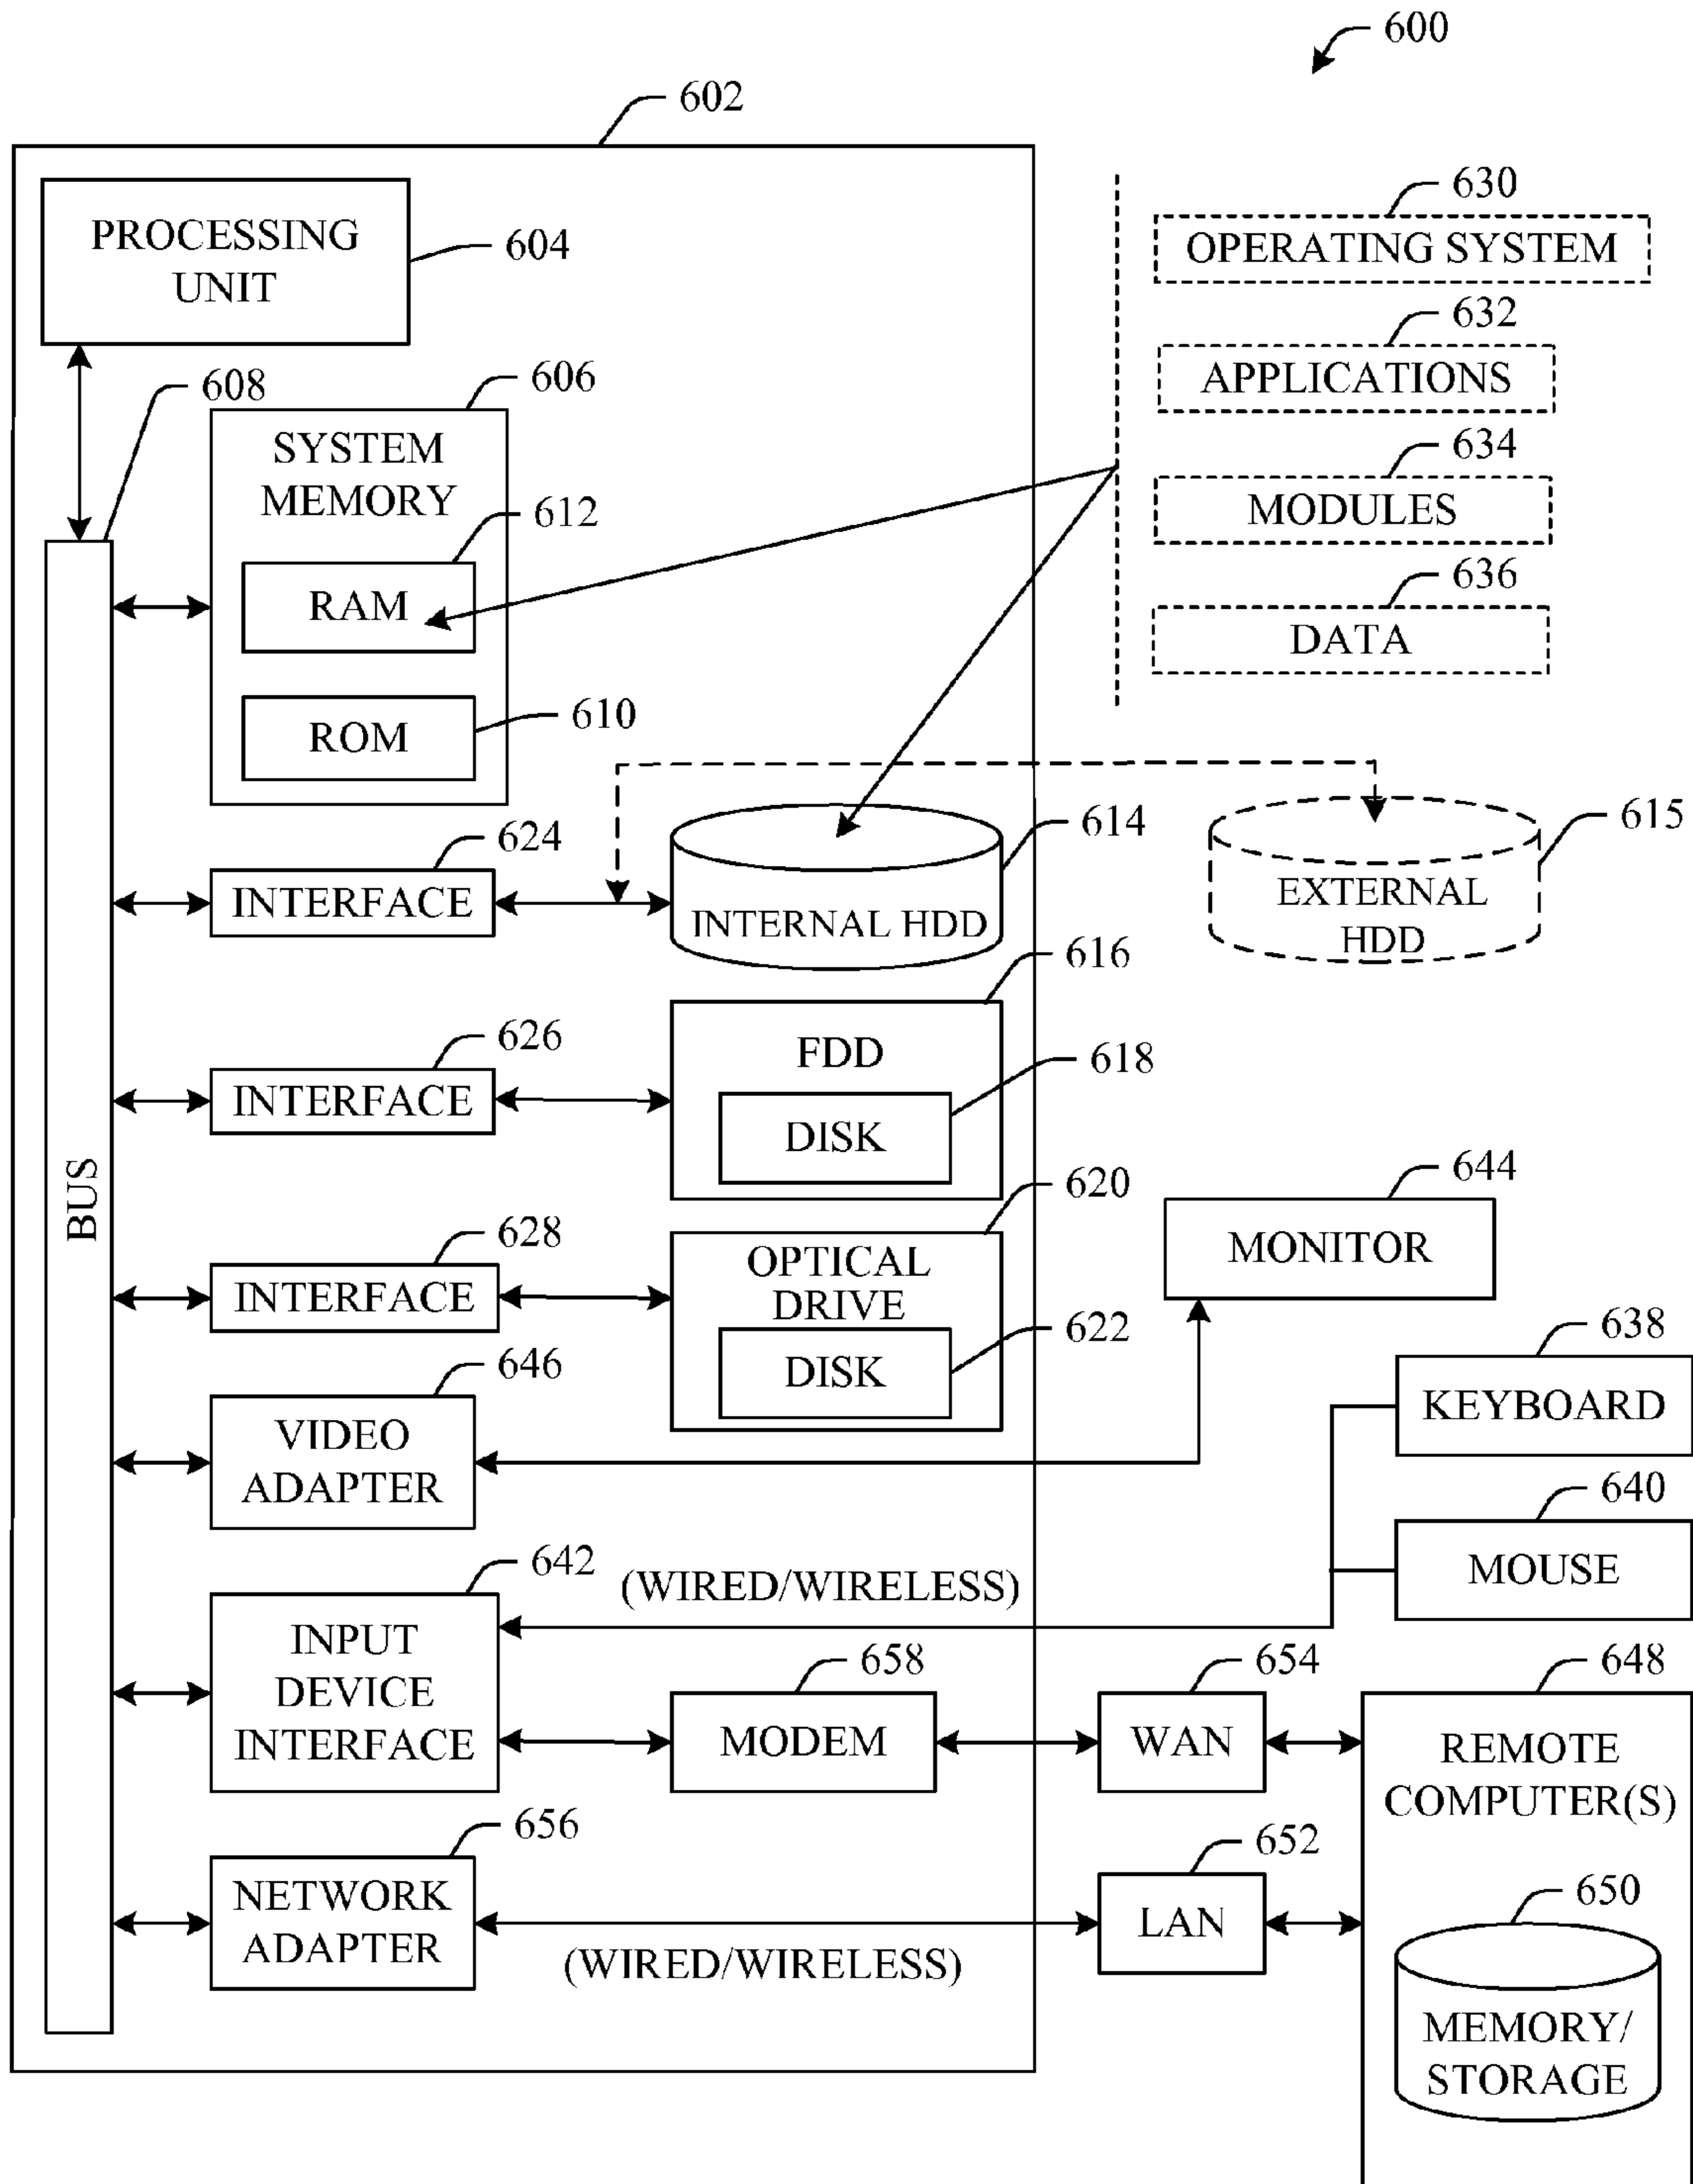 600
602
PROCESSING
UNIT
604
630
OPERATING SYSTEM
632
APPLICATIONS
634
MODULES
636
DATA
608
606
SYSTEM
MEMORY
612
RAM
610
ROM
BUS
624
INTERFACE
614
INTERNAL HDD
615
EXTERNAL
HDD
626
INTERFACE
616
FDD
618
DISK
628
INTERFACE
620
OPTICAL
DRIVE
622
DISK
644
MONITOR
646
VIDEO
ADAPTER
638
KEYBOARD
640
MOUSE
642
INPUT
DEVICE
INTERFACE
(WIRED/WIRELESS)
658
MODEM
654
WAN
648
REMOTE
COMPUTER(S)
656
NETWORK
ADAPTER
(WIRED/WIRELESS)
652
LAN
650
MEMORY/
STORAGE